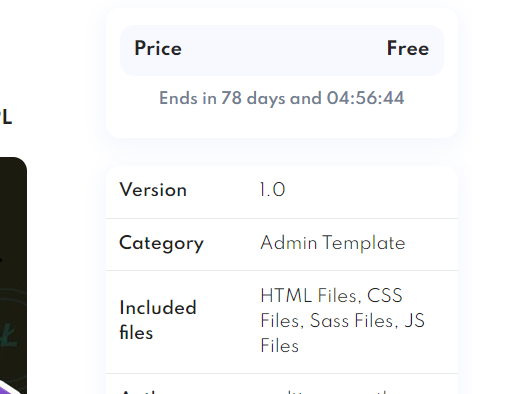 Price Free
Ends in 78 days and 04:56:44
Version 1.0
Category Admin Template
Included files
HTML Files, CSS
Files, Sass Files, JS
Files